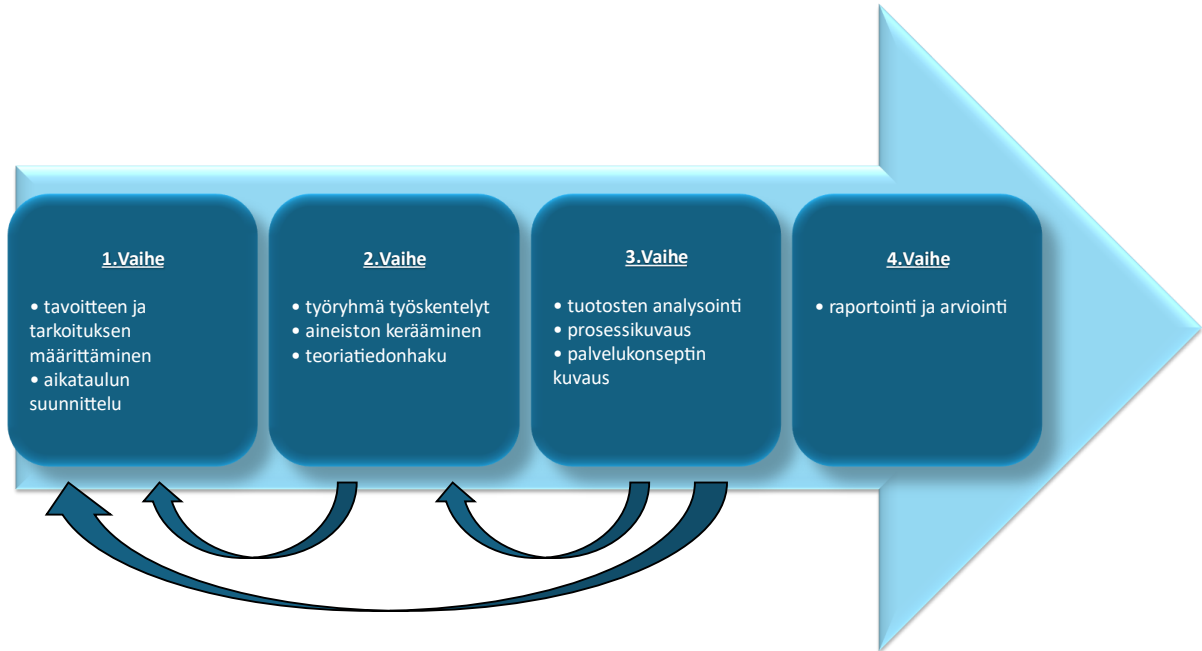 1.Vaihe
• tavoitteen ja
tarkoituksen
määrittäminen
• aikataulun
suunnittelu
2.Vaihe
• työryhmä työskentelyt
• aineiston kerääminen
• teoriatiedonhaku
3.Vaihe
• tuotosten analysointi
• prosessikuvaus
• palvelukonseptin
kuvaus
4.Vaihe
• raportointi ja arviointi